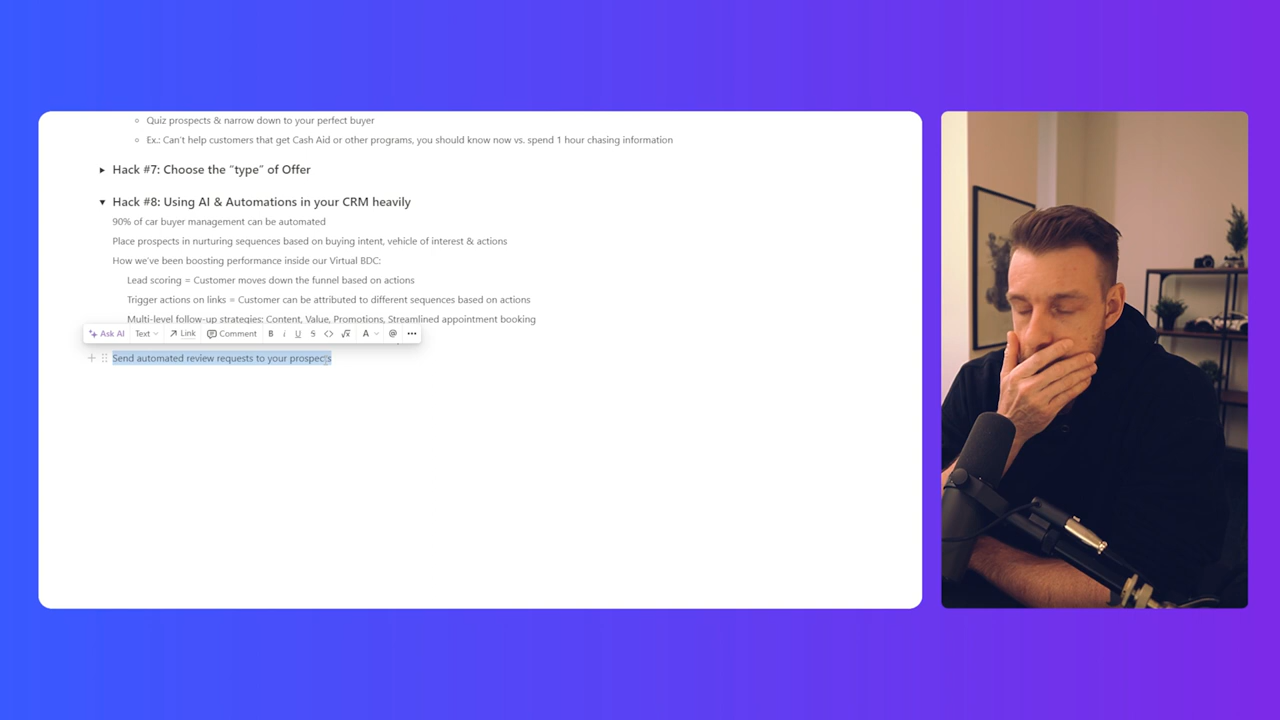 Quiz prospects & narrow down to your perfect buyer
Ex.: Can't help customers that get Cash Aid or other programs, you should know now vs. spend 1 hour chasing information
Hack #7: Choose the “type” of Offer
Hack #8: Using AI & Automations in your CRM heavily
90% of car buyer management can be automated
Place prospects in nurturing sequences based on buying intent, vehicle of interest & actions
How we've been boosting performance inside our Virtual BDC:
Lead scoring = Customer moves down the funnel based on actions
Trigger actions on links = Customer can be attributed to different sequences based on actions
Multi-level follow-up strategies: Content, Value, Promotions, Streamlined appointment booking
Ask AI Text Link Comment B i U S <> √x A @ •••
Send automated review requests to your prospects